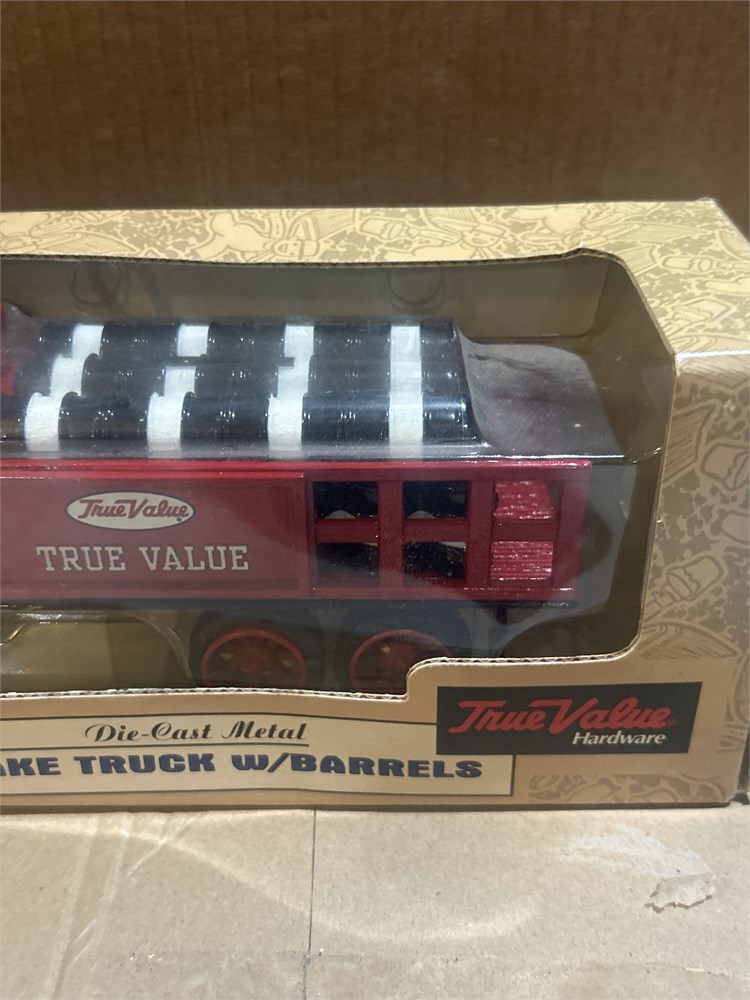 True Value
TRUE VALUE
Die-Cast Metal
AKE TRUCK W/BARRELS
True Value
Hardware